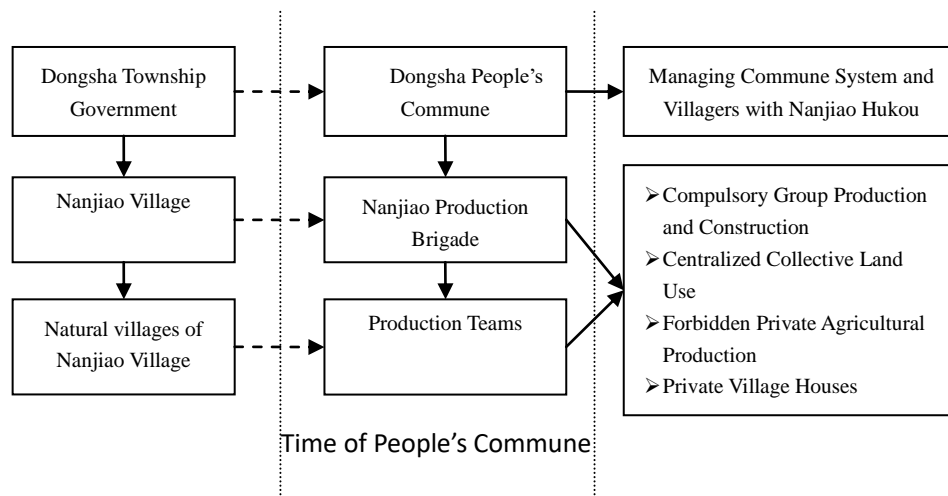 Dongsha Township
Government
Dongsha People's
Commune
Managing Commune System and
Villagers with Nanjiao Hukou
Nanjiao Village
Nanjiao Production
Brigade
➢Compulsory Group Production
and Construction
➢Centralized Collective Land
Use
➢Forbidden Private Agricultural
Production
➢Private Village Houses
Natural villages of
Nanjiao Village
Production Teams
Time of People's Commune